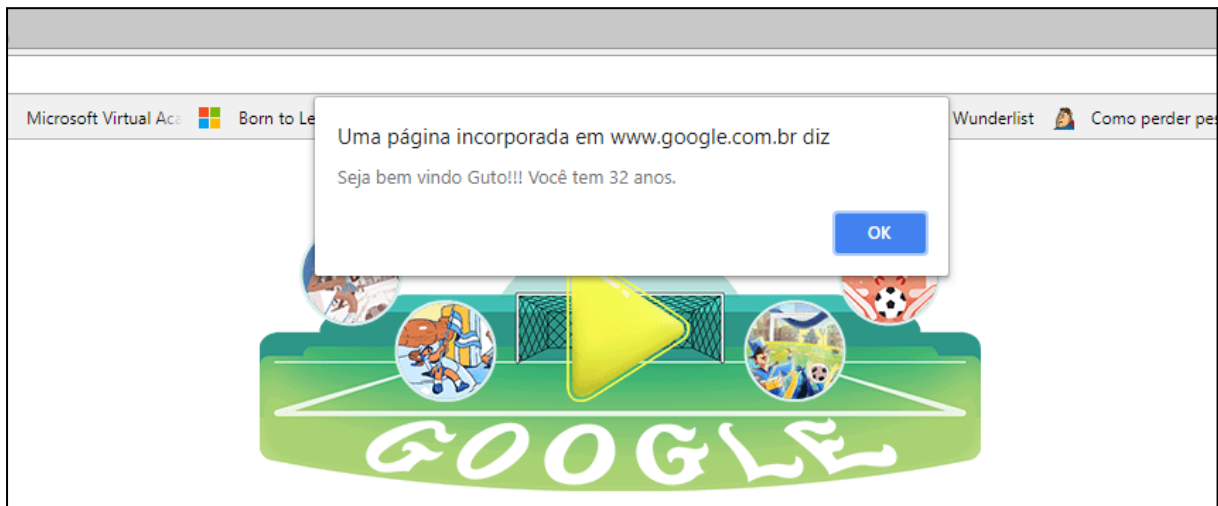 Microsoft Virtual Aca Born to Le Wunderlist Como perder pes
Uma página incorporada em www.google.com.br diz
Seja bem vindo Guto!!! Você tem 32 anos.
OK
GOOGLE